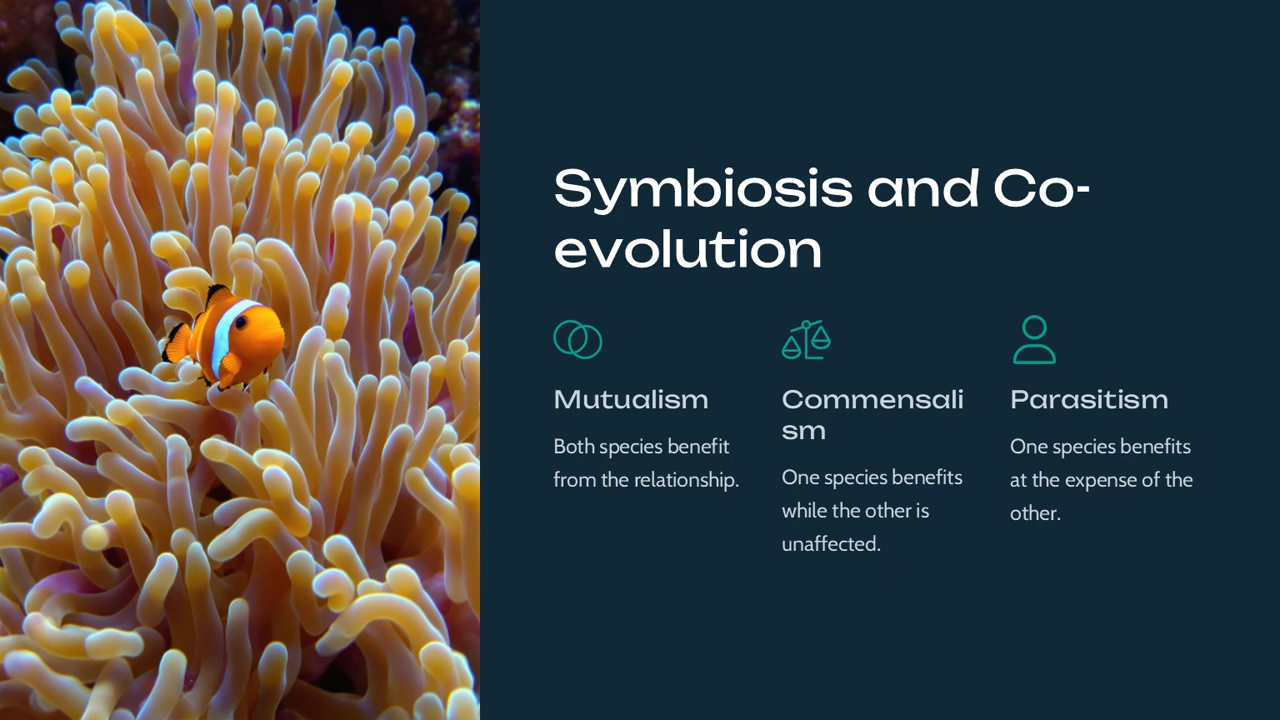 Symbiosis and Co-
evolution
Mutualism
Both species benefit
from the relationship.
Commensali
sm
One species benefits
while the other is
unaffected.
Parasitism
One species benefits
at the expense of the
other.